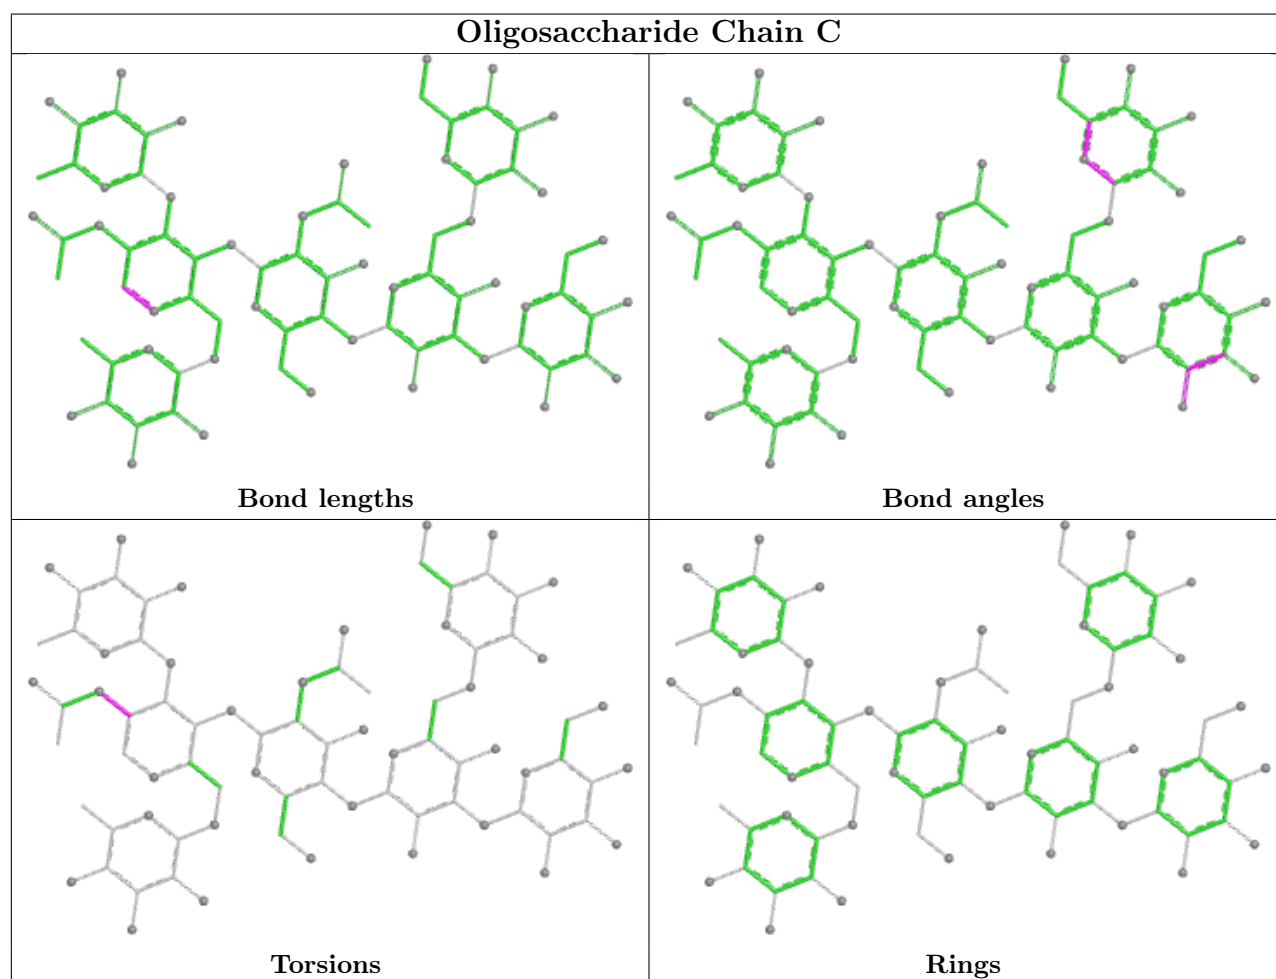 Oligosaccharide Chain C
Bond lengths
Bond angles
Torsions
Rings